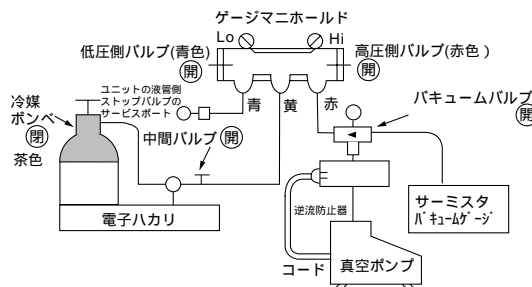 ゲージマニホールド
Lo
Hi
低圧側バルブ(青色)
開
高圧側バルブ(赤色)
開
ユニットの液管側
ストップバルブの
サービスポート
青
黄
赤
冷媒
ボンベ
閉
茶色
中間バルブ
開
バキュームバルブ
開
電子ハカリ
逆流防止器
サーミスタ
バキュームゲージ
コード
真空ポンプ